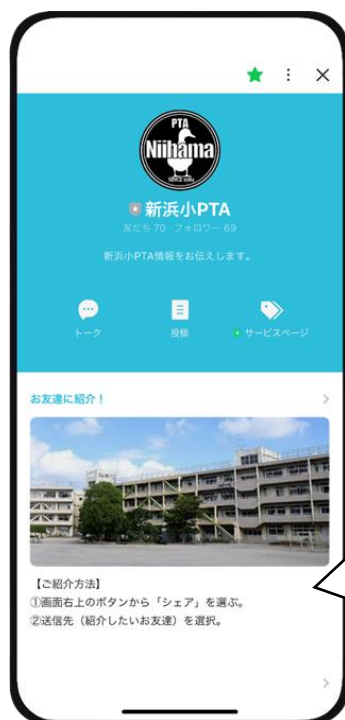 PTA
Niihama
新浜小PTA
友だち 70 フォロワー 69
新浜小PTA情報をお伝えします。
トーク
投稿
サービスページ
お友達に紹介！
【ご紹介方法】
①画面右上のボタンから「シェア」を選ぶ。
②送信先（紹介したいお友達）を選択。